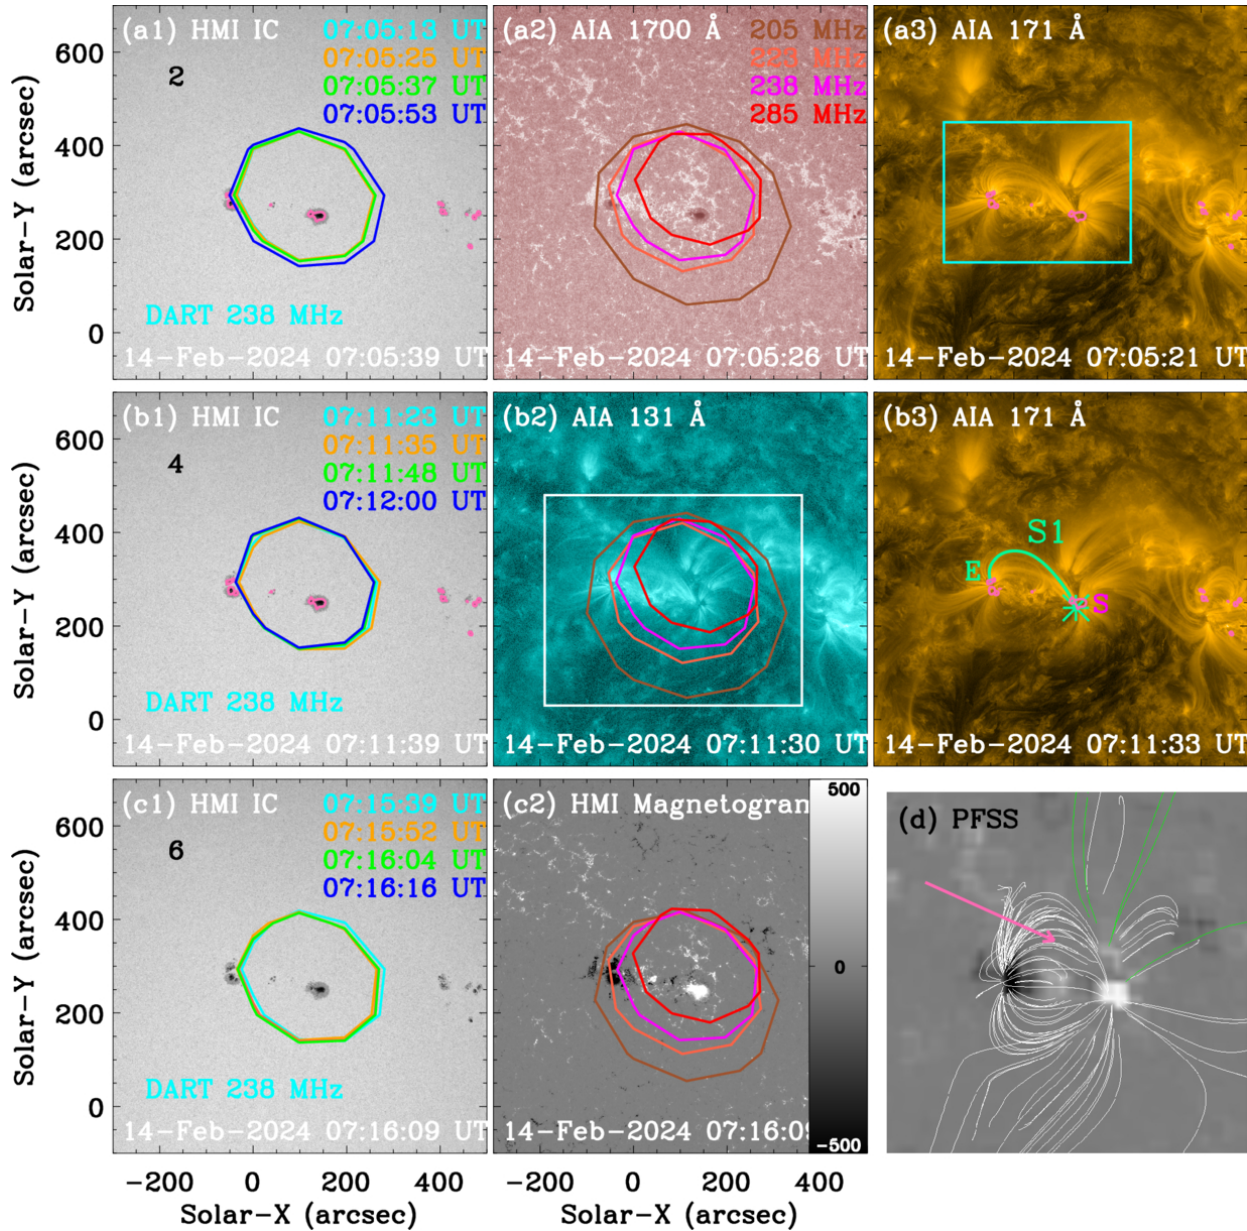 (a1) HMI IC
07:05:13 UT
07:05:25 UT
07:05:37 UT
07:05:53 UT
2
DART 238 MHz
14-Feb-2024 07:05:39 UT
(a2) AIA 1700 Å
205 MHz
223 MHz
238 MHz
285 MHz
14-Feb-2024 07:05:26 UT
(a3) AIA 171 Å
14-Feb-2024 07:05:21 UT
Solar-Y (arcsec)
600
400
200
0
(b1) HMI IC
07:11:23 UT
07:11:35 UT
07:11:48 UT
07:12:00 UT
4
DART 238 MHz
14-Feb-2024 07:11:39 UT
(b2) AIA 131 Å
14-Feb-2024 07:11:30 UT
(b3) AIA 171 Å
S1
E
S
14-Feb-2024 07:11:33 UT
Solar-Y (arcsec)
600
400
200
0
(c1) HMI IC
07:15:39 UT
07:15:52 UT
07:16:04 UT
07:16:16 UT
6
DART 238 MHz
14-Feb-2024 07:16:09 UT
(c2) HMI Magnetogram
14-Feb-2024 07:16:09
500
0
-500
(d) PFSS
Solar-Y (arcsec)
600
400
200
0
-200 0 200 400
Solar-X (arcsec)
-200 0 200 400
Solar-X (arcsec)